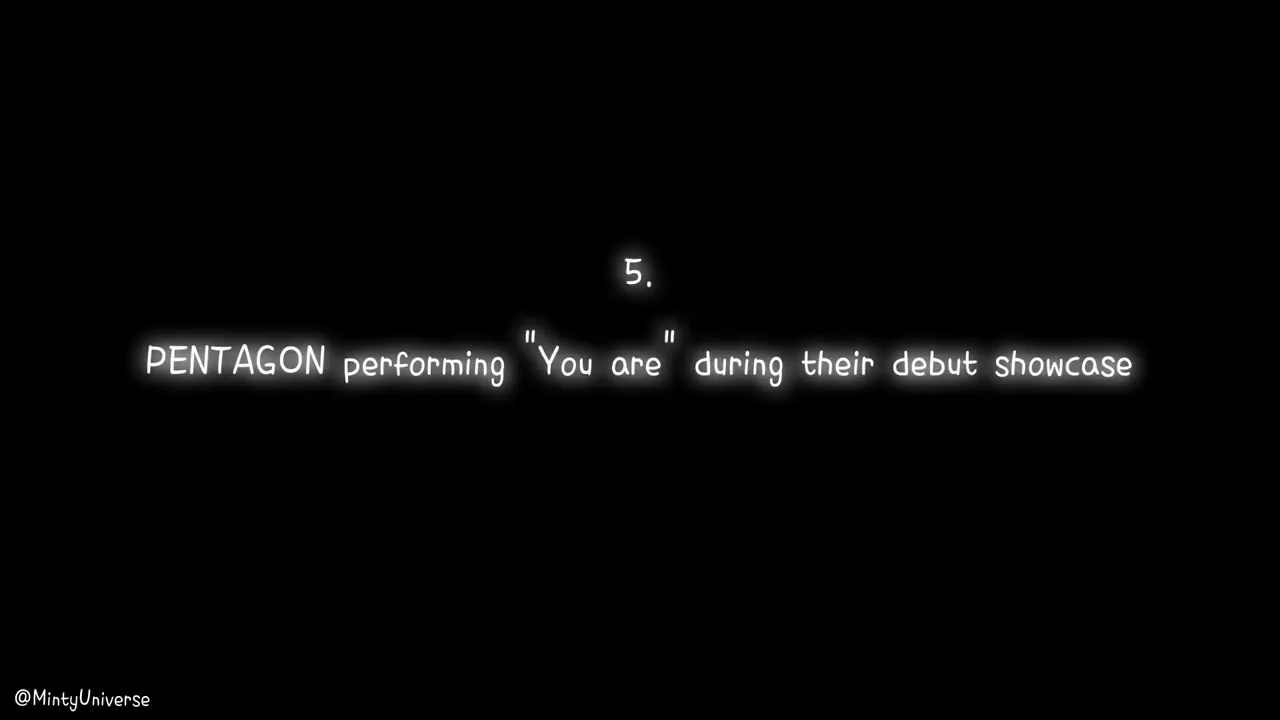 5.
PENTAGON performing "You are" during their debut showcase
@MintyUniverse